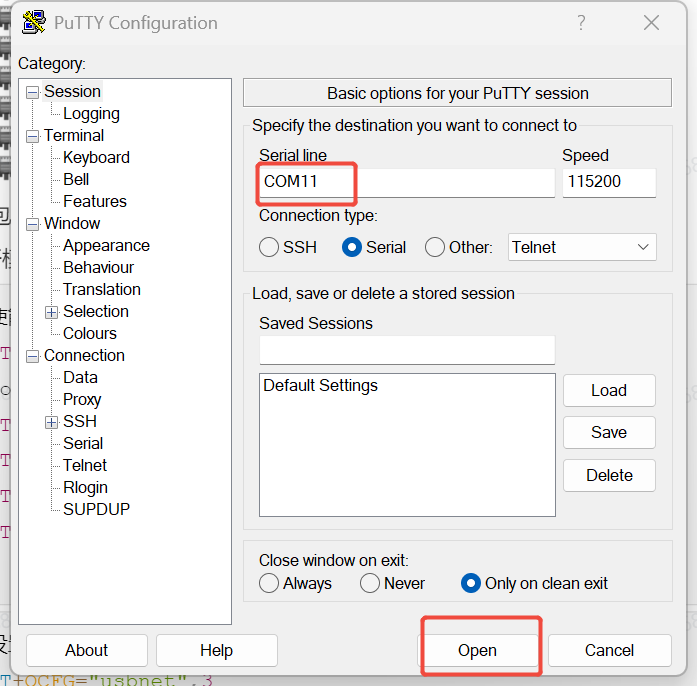 PuTTY Configuration
Category:
Session
Logging
Terminal
Keyboard
Bell
Features
Window
Appearance
Behaviour
Translation
Selection
Colours
Connection
Data
Proxy
SSH
Serial
Telnet
Rlogin
SUPDUP
Basic options for your PuTTY session
Specify the destination you want to connect to
Serial line Speed
COM11 115200
Connection type:
SSH Serial Other: Telnet
Load, save or delete a stored session
Saved Sessions
Default Settings
Load
Save
Delete
Close window on exit:
Always Never Only on clean exit
About Help Open Cancel
T+QCFG="usbnet",3